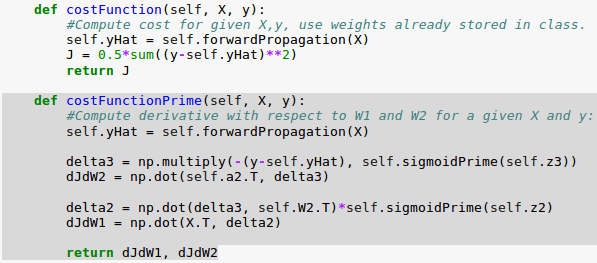 def costFunction(self, X, y):
#Compute cost for given X,y, use weights already stored in class.
self.yHat = self.forwardPropagation(X)
J = 0.5*sum((y-self.yHat)**2)
return J
def costFunctionPrime(self, X, y):
#Compute derivative with respect to W1 and W2 for a given X and y:
self.yHat = self.forwardPropagation(X)
delta3 = np.multiply(-(y-self.yHat), self.sigmoidPrime(self.z3))
dJdW2 = np.dot(self.a2.T, delta3)
delta2 = np.dot(delta3, self.W2.T)*self.sigmoidPrime(self.z2)
dJdW1 = np.dot(X.T, delta2)
return dJdW1, dJdW2